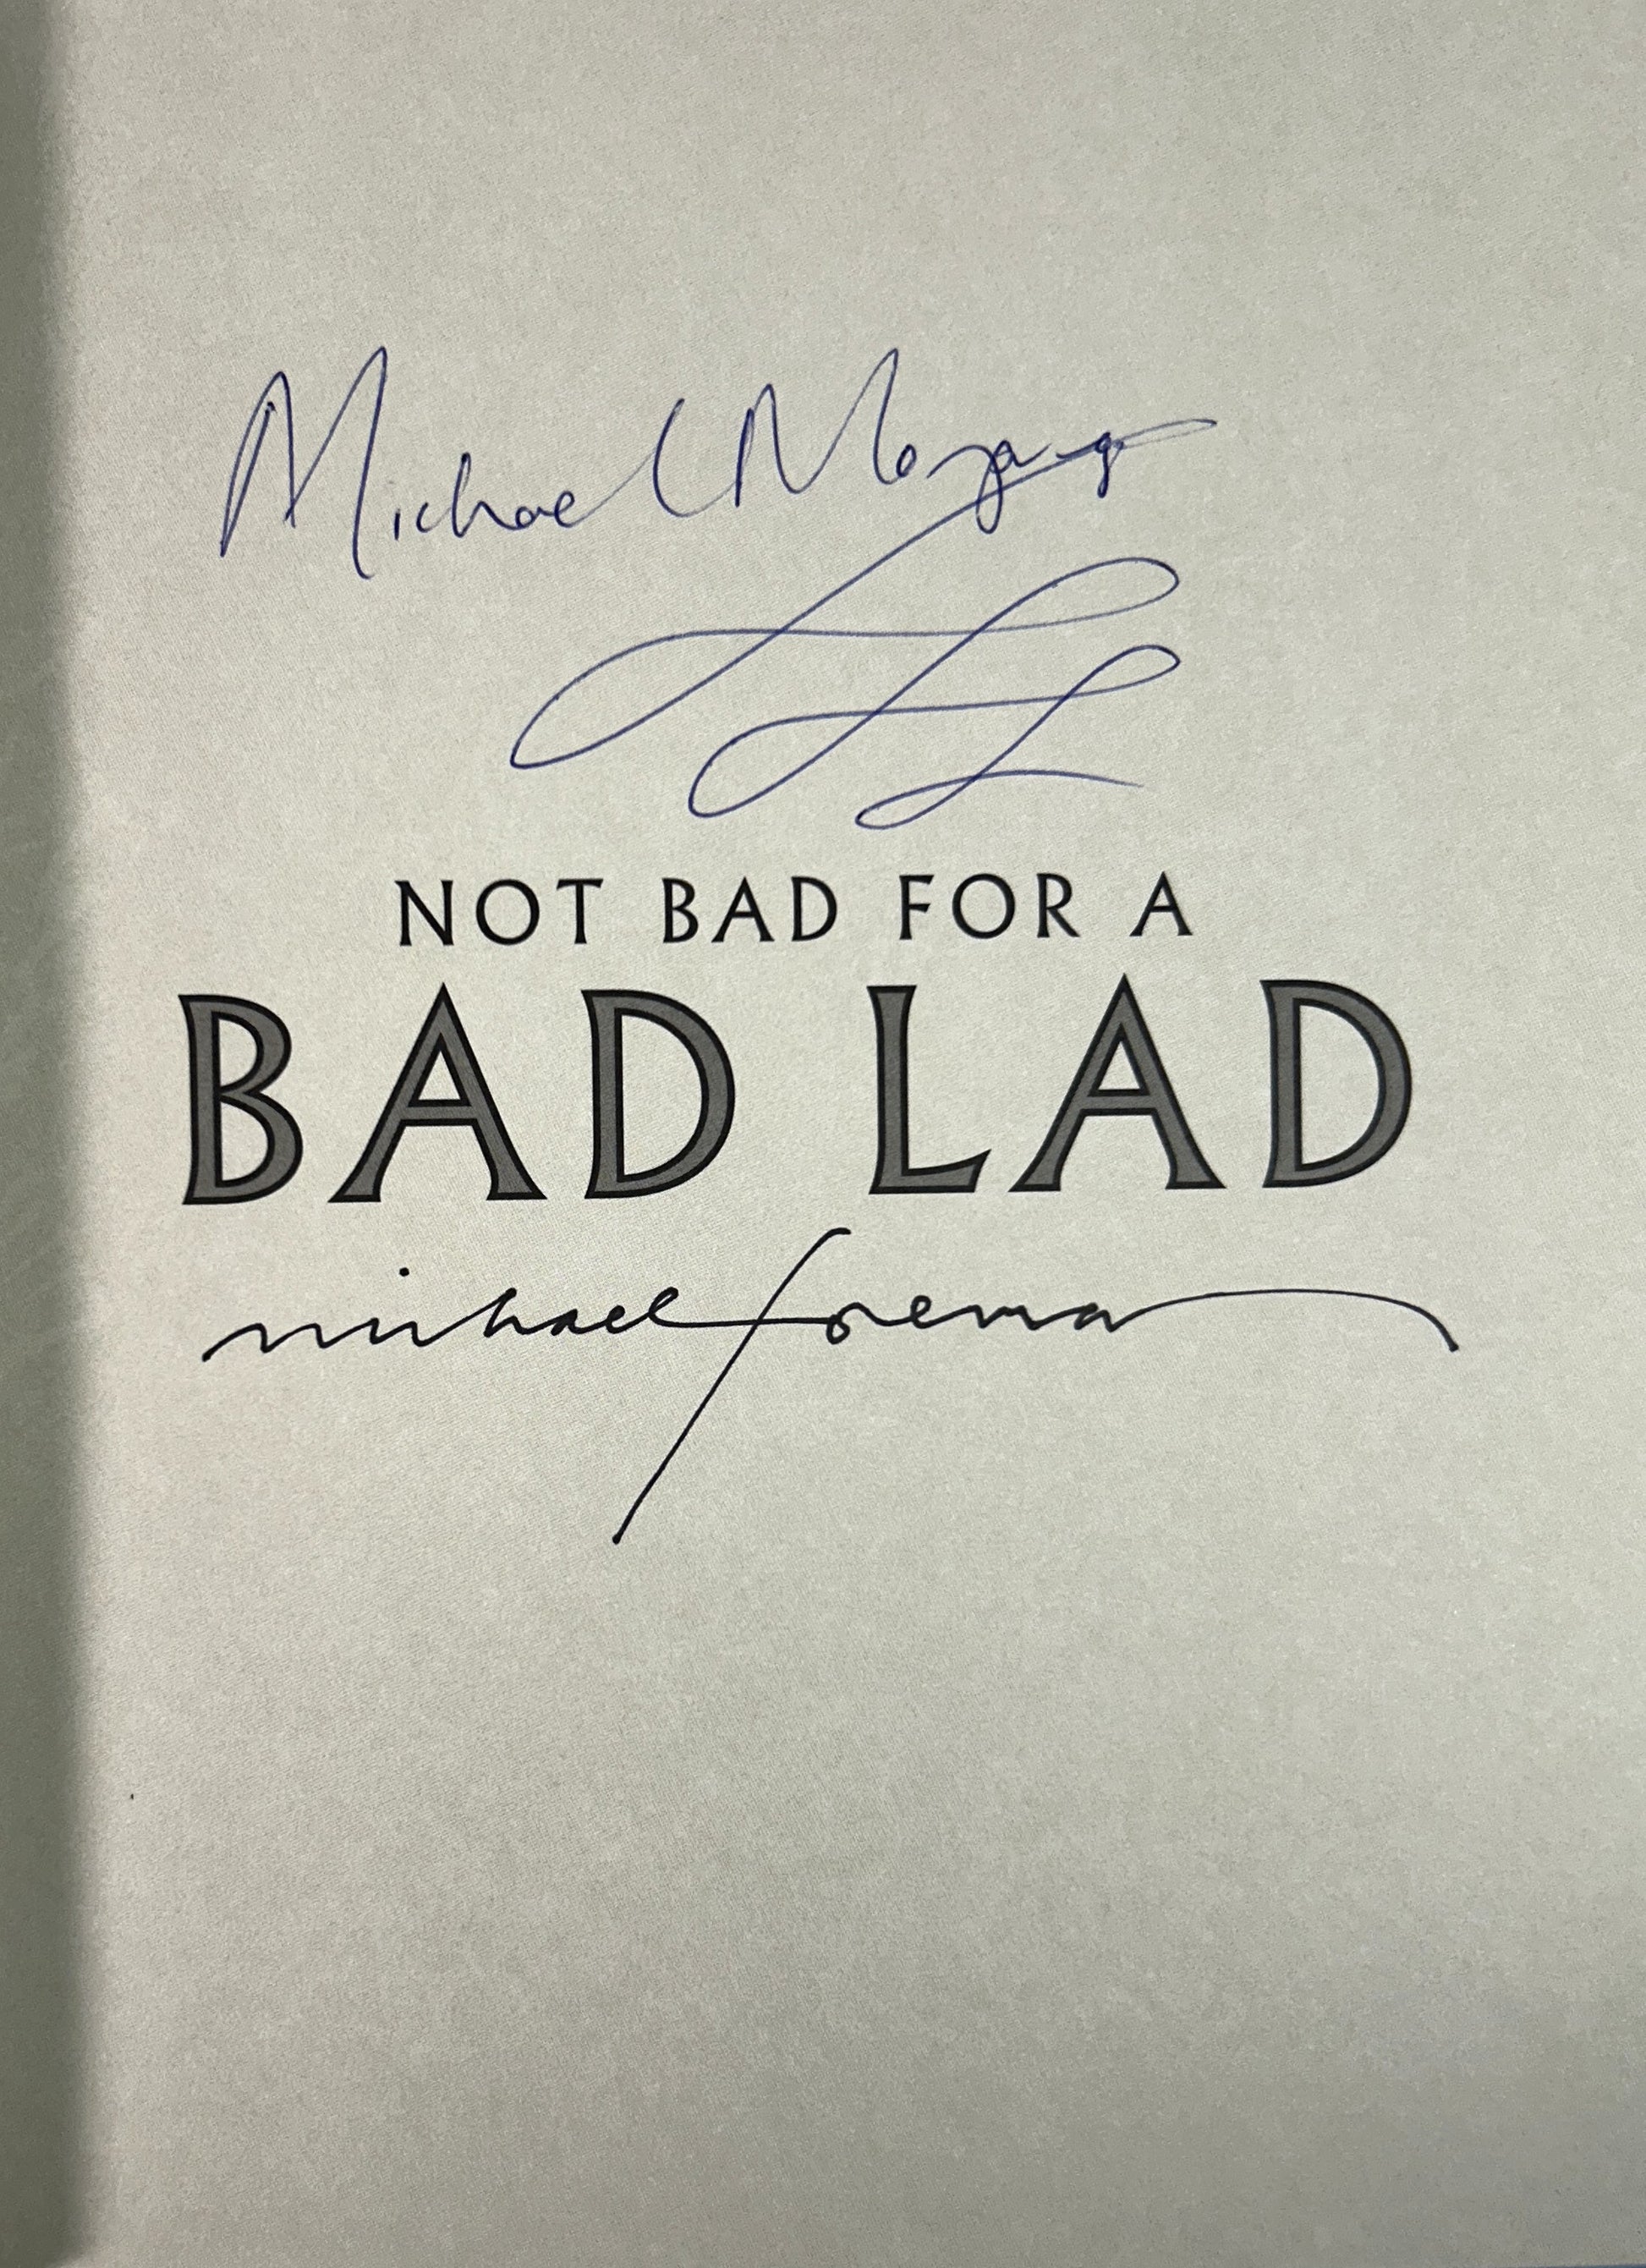 Michael Morpurgo
NOT BAD FOR A
BAD LAD
michael foreman